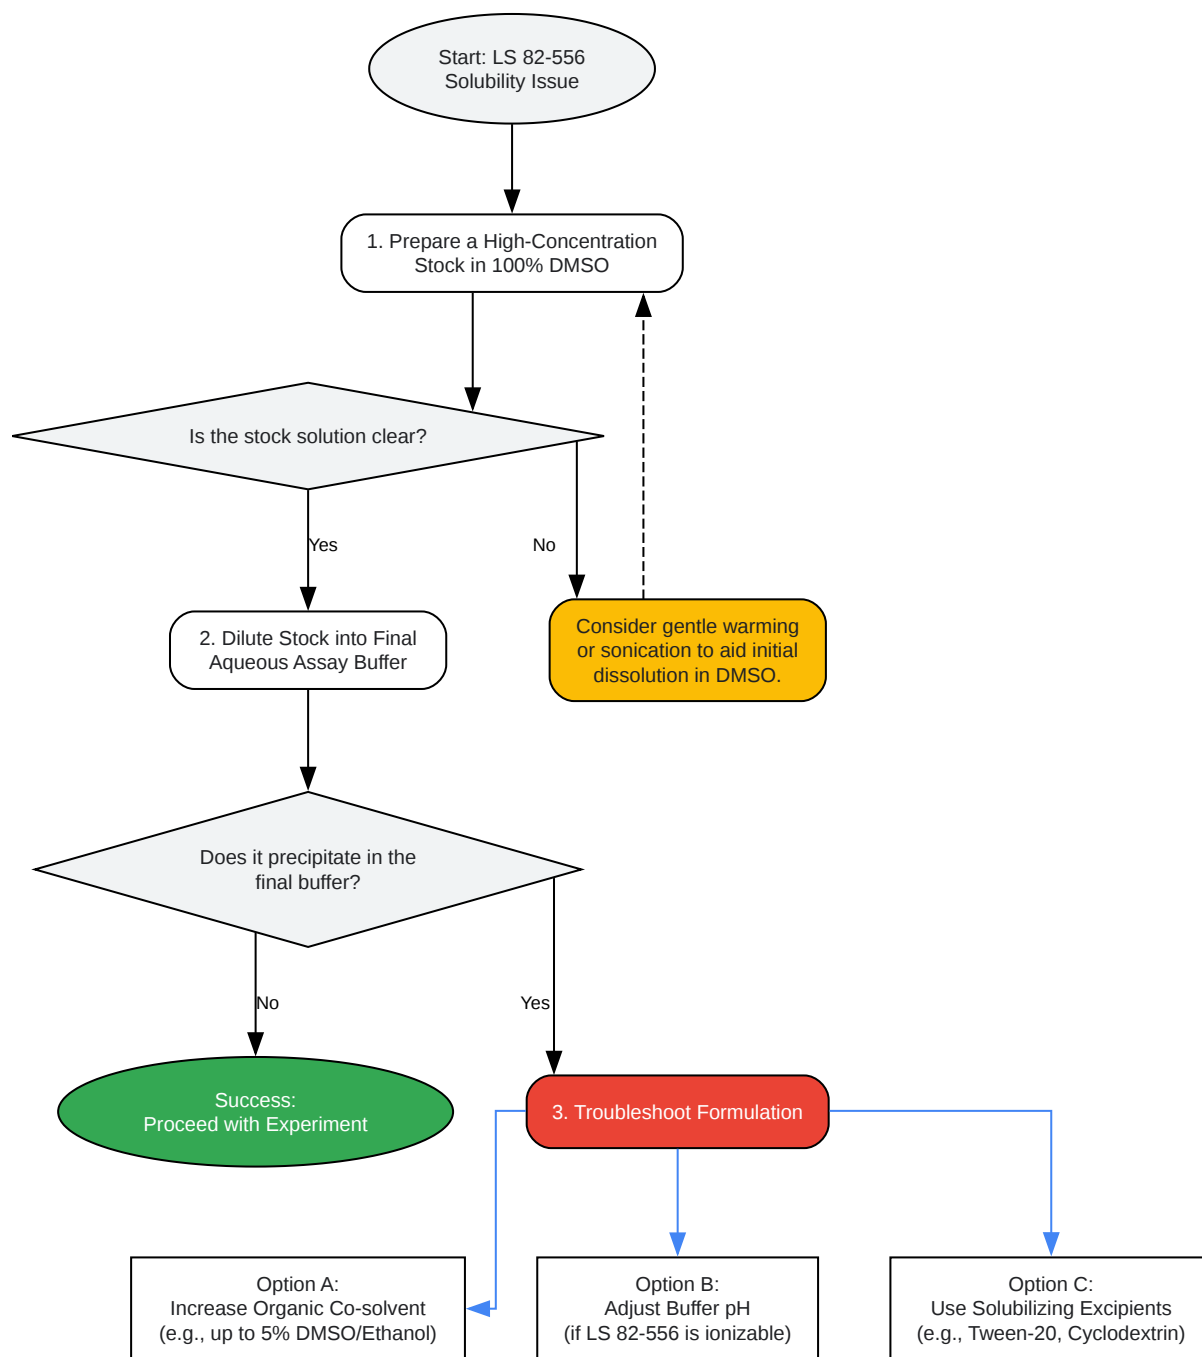 Start: LS 82-556
Solubility Issue
1. Prepare a High-Concentration
Stock in 100% DMSO
Is the stock solution clear?
Yes
No
2. Dilute Stock into Final
Aqueous Assay Buffer
Consider gentle warming
or sonication to aid initial
dissolution in DMSO.
Does it precipitate in the
final buffer?
No
Yes
Success:
Proceed with Experiment
3. Troubleshoot Formulation
Option A:
Increase Organic Co-solvent
(e.g., up to 5% DMSO/Ethanol)
Option B:
Adjust Buffer pH
(if LS 82-556 is ionizable)
Option C:
Use Solubilizing Excipients
(e.g., Tween-20, Cyclodextrin)